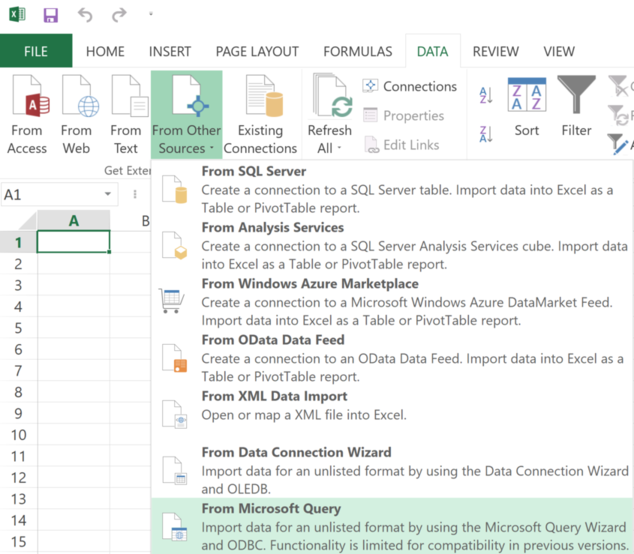 FILE HOME INSERT PAGE LAYOUT FORMULAS DATA REVIEW VIEW
From Access
From Web
From Text
From Other Sources
Existing Connections
Refresh All
Connections
Properties
Edit Links
Sort
Filter
Get Exter
A1
A B
1
2
3
4
5
6
7
8
9
10
11
12
13
14
15
From SQL Server
Create a connection to a SQL Server table. Import data into Excel as a
Table or PivotTable report.
From Analysis Services
Create a connection to a SQL Server Analysis Services cube. Import data
into Excel as a Table or PivotTable report.
From Windows Azure Marketplace
Create a connection to a Microsoft Windows Azure DataMarket Feed.
Import data into Excel as a Table or PivotTable report.
From OData Data Feed
Create a connection to an OData Data Feed. Import data into Excel as a
Table or PivotTable report.
From XML Data Import
Open or map a XML file into Excel.
From Data Connection Wizard
Import data for an unlisted format by using the Data Connection Wizard
and OLEDB.
From Microsoft Query
Import data for an unlisted format by using the Microsoft Query Wizard
and ODBC. Functionality is limited for compatibility in previous versions.